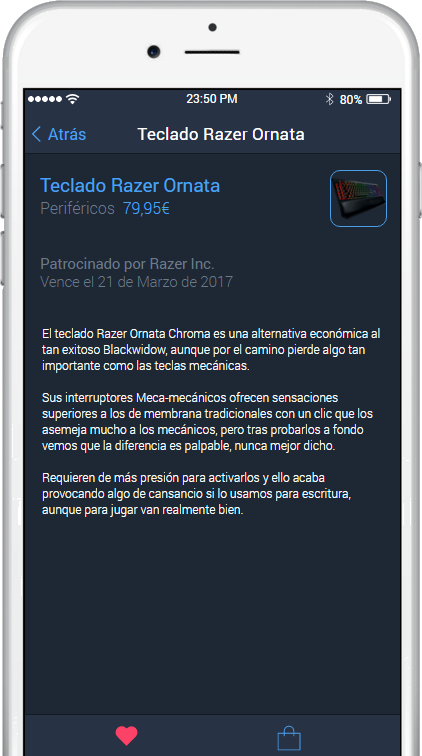 23:50 PM
80%
Atrás
Teclado Razer Ornata
Teclado Razer Ornata
Periféricos 79,95€
Patrocinado por Razer Inc.
Vence el 21 de Marzo de 2017
El teclado Razer Ornata Chroma es una alternativa económica al
tan exitoso Blackwidow, aunque por el camino pierde algo tan
importante como las teclas mecánicas.
Sus interruptores Meca-mecánicos ofrecen sensaciones
superiores a los de membrana tradicionales con un clic que los
asemeja mucho a los mecánicos, pero tras probarlos a fondo
vemos que la diferencia es palpable, nunca mejor dicho.
Requieren de más presión para activarlos y ello acaba
provocando algo de cansancio si lo usamos para escritura,
aunque para jugar van realmente bien.